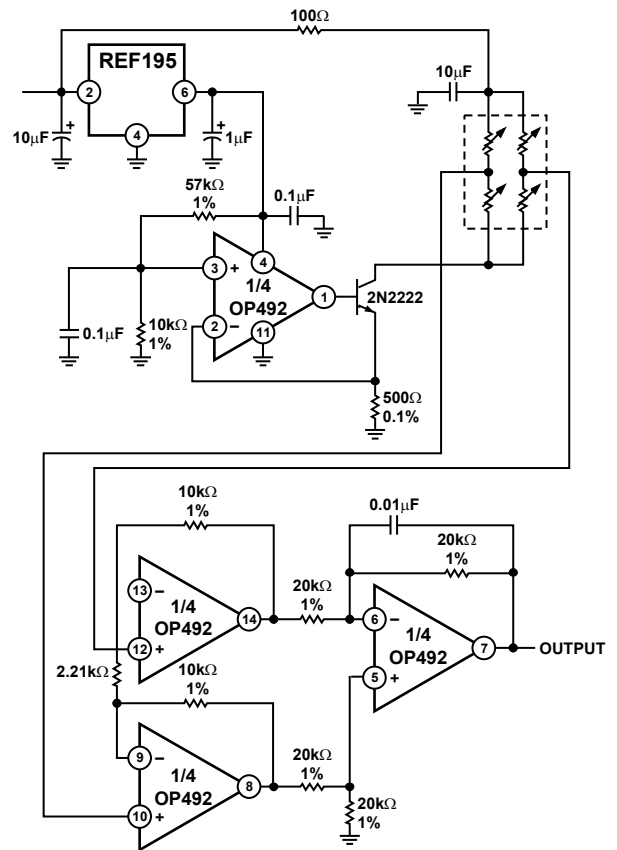 100Ω
REF195
2
6
4
10μF
+
1μF
+
10μF
57kΩ
1%
0.1μF
3
+
4
1/4
OP492
1
2
−
11
2N2222
0.1μF
10kΩ
1%
500Ω
0.1%
10kΩ
1%
0.01μF
20kΩ
1%
13
−
1/4
OP492
14
12
+
20kΩ
1%
6
−
1/4
OP492
7
5
+
OUTPUT
2.21kΩ
10kΩ
1%
9
−
1/4
OP492
8
10
+
20kΩ
1%
20kΩ
1%